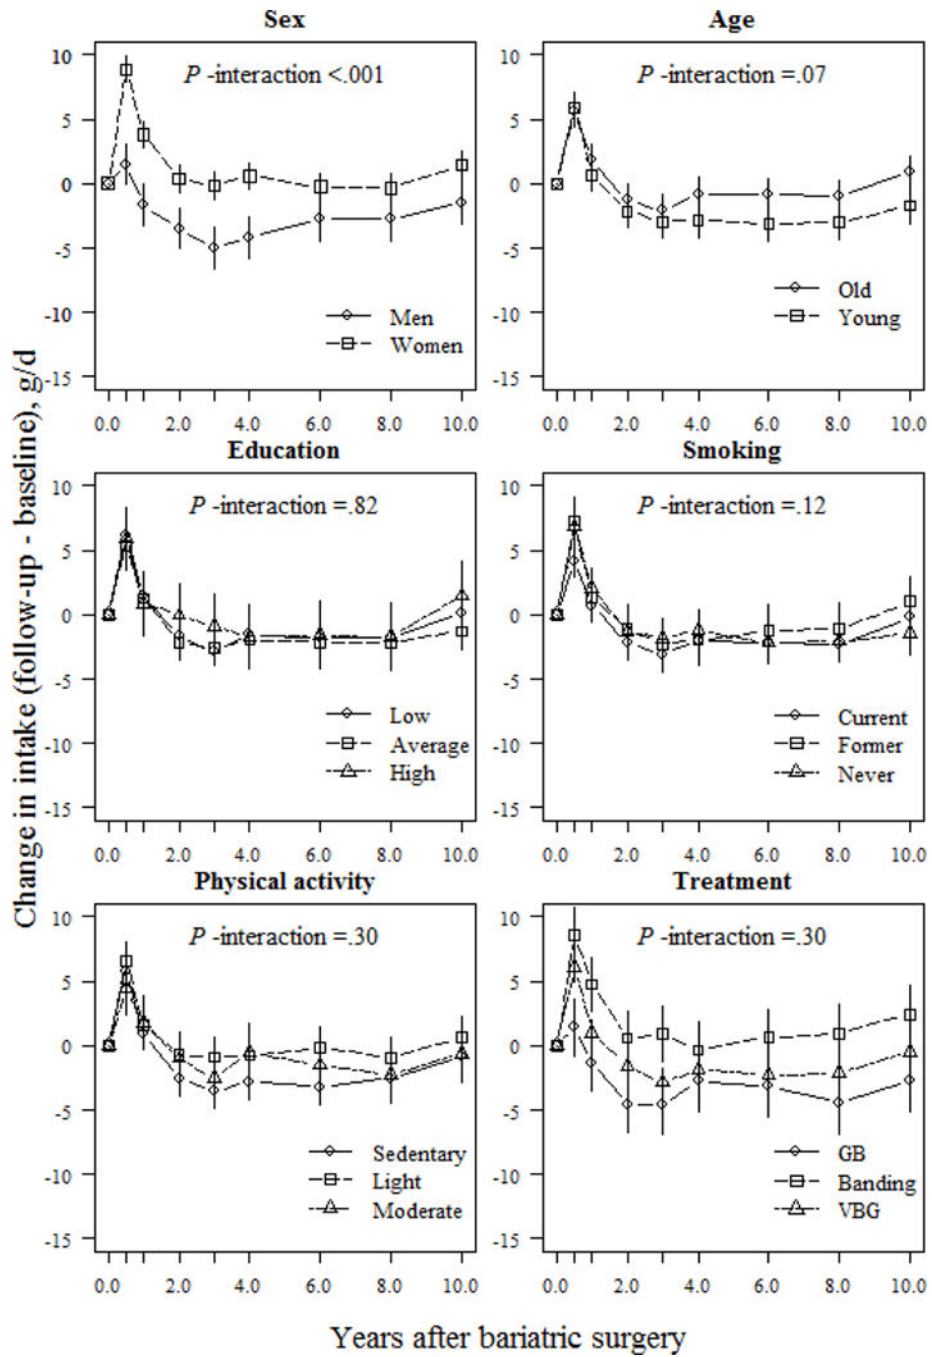 Sex
P -interaction <.001
10
5
0
-5
-10
-15
Men
Women
0.0 2.0 4.0 6.0 8.0 10.0
Age
P -interaction =.07
10
5
0
-5
-10
-15
Old
Young
0.0 2.0 4.0 6.0 8.0 10.0
Change in intake (follow-up - baseline), g/d
Education
P -interaction =.82
10
5
0
-5
-10
-15
Low
Average
High
0.0 2.0 4.0 6.0 8.0 10.0
Smoking
P -interaction =.12
10
5
0
-5
-10
-15
Current
Former
Never
0.0 2.0 4.0 6.0 8.0 10.0
Physical activity
P -interaction =.30
10
5
0
-5
-10
-15
Sedentary
Light
Moderate
0.0 2.0 4.0 6.0 8.0 10.0
Treatment
P -interaction =.30
10
5
0
-5
-10
-15
GB
Banding
VBG
0.0 2.0 4.0 6.0 8.0 10.0
Years after bariatric surgery